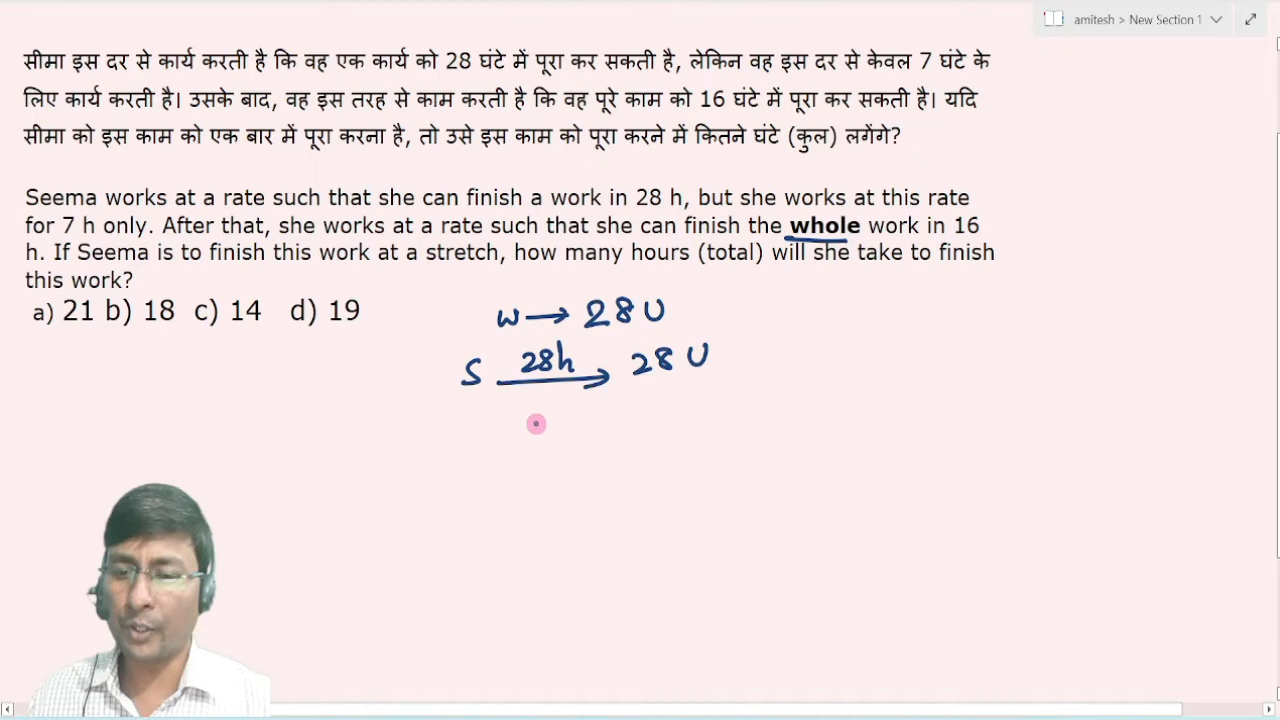 amitesh > New Section 1
सीमा इस दर से कार्य करती है कि वह एक कार्य को 28 घंटे में पूरा कर सकती है, लेकिन वह इस दर से केवल 7 घंटे के
लिए कार्य करती है। उसके बाद, वह इस तरह से काम करती है कि वह पूरे काम को 16 घंटे में पूरा कर सकती है। यदि
सीमा को इस काम को एक बार में पूरा करना है, तो उसे इस काम को पूरा करने में कितने घंटे (कुल) लगेंगे?
Seema works at a rate such that she can finish a work in 28 h, but she works at this rate
for 7 h only. After that, she works at a rate such that she can finish the whole work in 16
h. If Seema is to finish this work at a stretch, how many hours (total) will she take to finish
this work?
a) 21 b) 18 c) 14 d) 19
W → 28 U
S 28h → 28 U